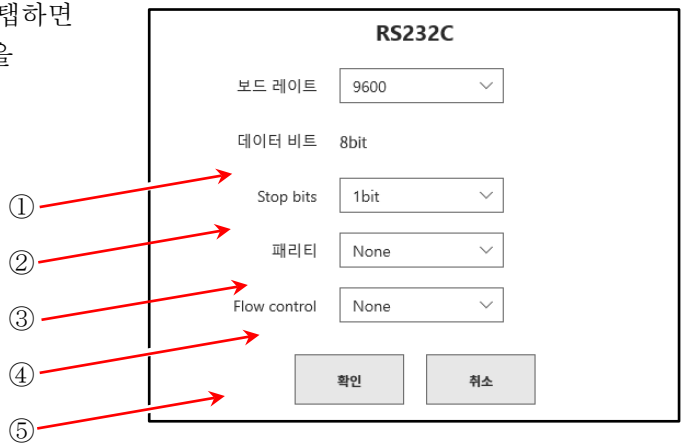 탭하면
을
RS232C
보드 레이트 9600
데이터 비트 8bit
① Stop bits 1bit
② 패리티 None
③ Flow control None
④ 확인 취소
⑤